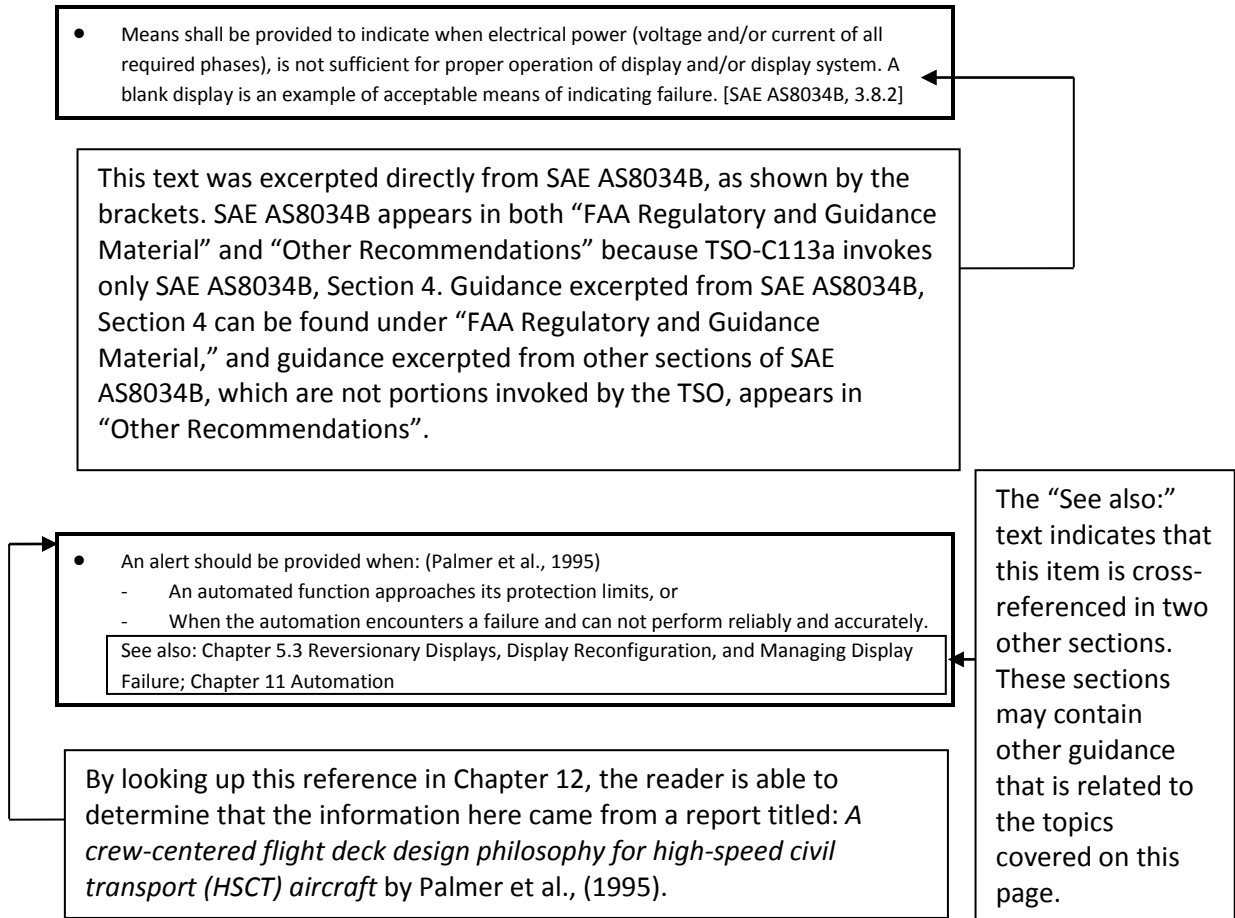 • Means shall be provided to indicate when electrical power (voltage and/or current of all
required phases), is not sufficient for proper operation of display and/or display system. A
blank display is an example of acceptable means of indicating failure. [SAE AS8034B, 3.8.2]
This text was excerpted directly from SAE AS8034B, as shown by the
brackets. SAE AS8034B appears in both “FAA Regulatory and Guidance
Material” and “Other Recommendations” because TSO-C113a invokes
only SAE AS8034B, Section 4. Guidance excerpted from SAE AS8034B,
Section 4 can be found under “FAA Regulatory and Guidance
Material,” and guidance excerpted from other sections of SAE
AS8034B, which are not portions invoked by the TSO, appears in
“Other Recommendations”.
• An alert should be provided when: (Palmer et al., 1995)
- An automated function approaches its protection limits, or
- When the automation encounters a failure and can not perform reliably and accurately.
See also: Chapter 5.3 Reversionary Displays, Display Reconfiguration, and Managing Display
Failure; Chapter 11 Automation
The “See also:”
text indicates that
this item is cross-
referenced in two
other sections.
These sections
may contain
other guidance
that is related to
the topics
covered on this
page.
By looking up this reference in Chapter 12, the reader is able to
determine that the information here came from a report titled: A
crew-centered flight deck design philosophy for high-speed civil
transport (HSCT) aircraft by Palmer et al., (1995).